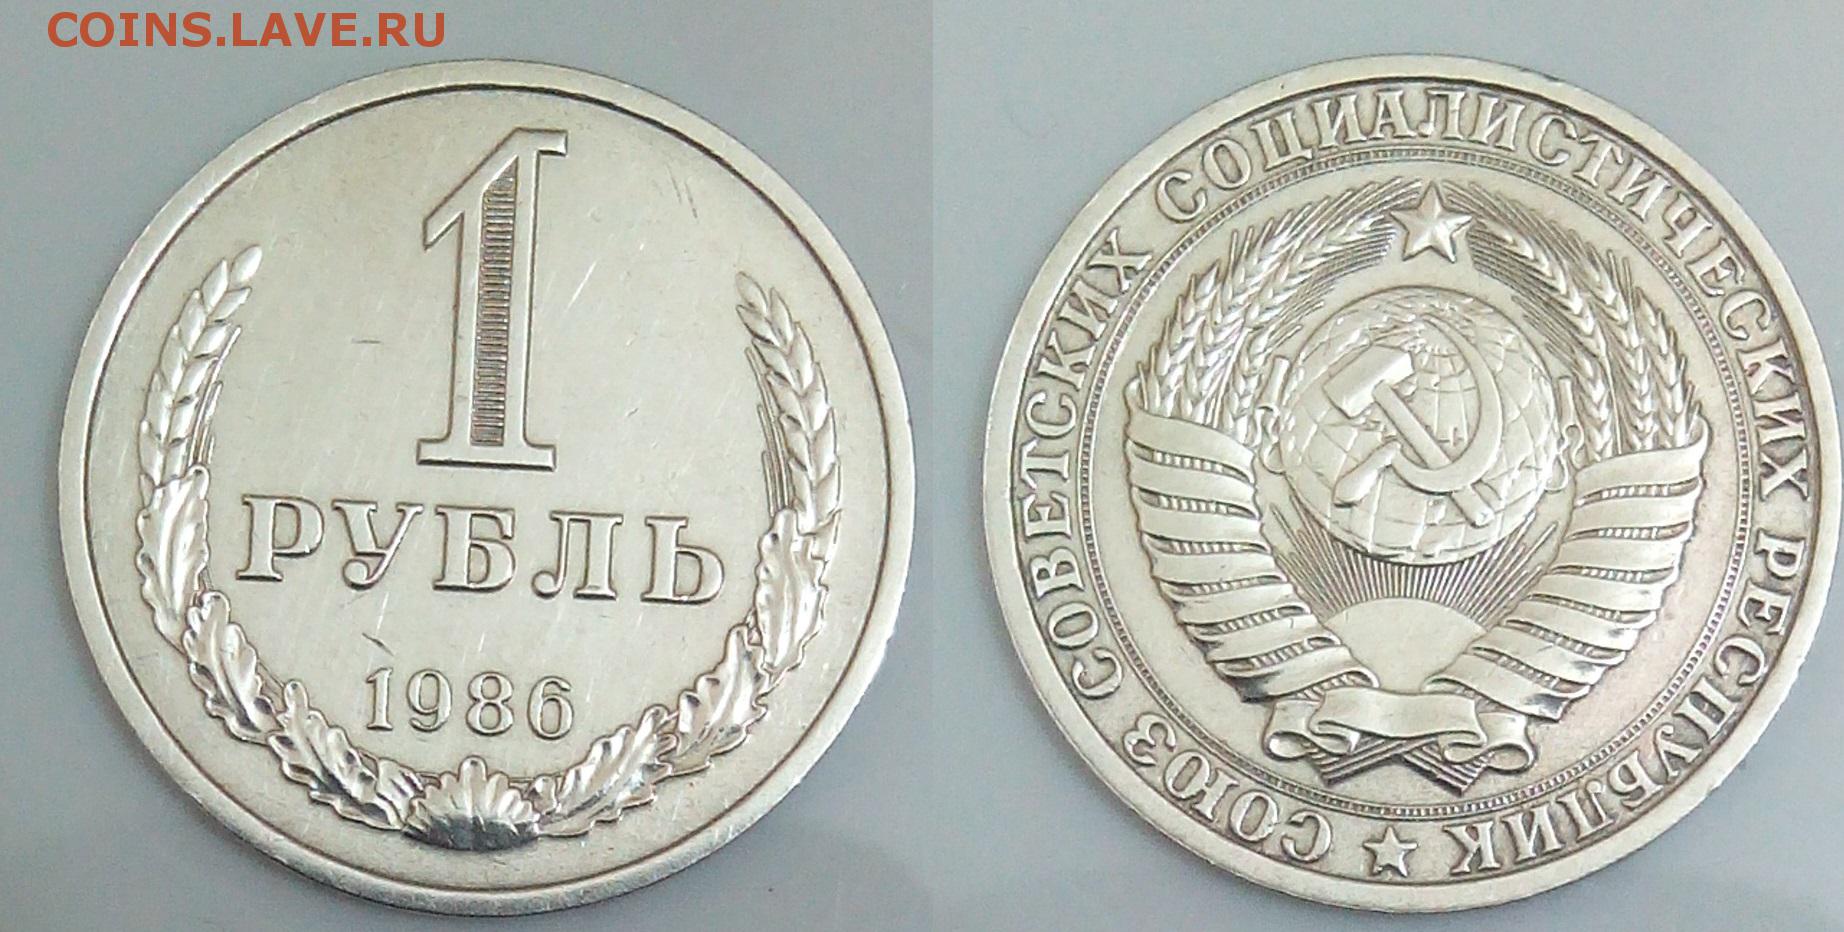 COINS.LAVE.RU
1
РУБЛЬ
1986
СОЮЗ СОВЕТСКИХ СОЦИАЛИСТИЧЕСКИХ РЕСПУБЛИК